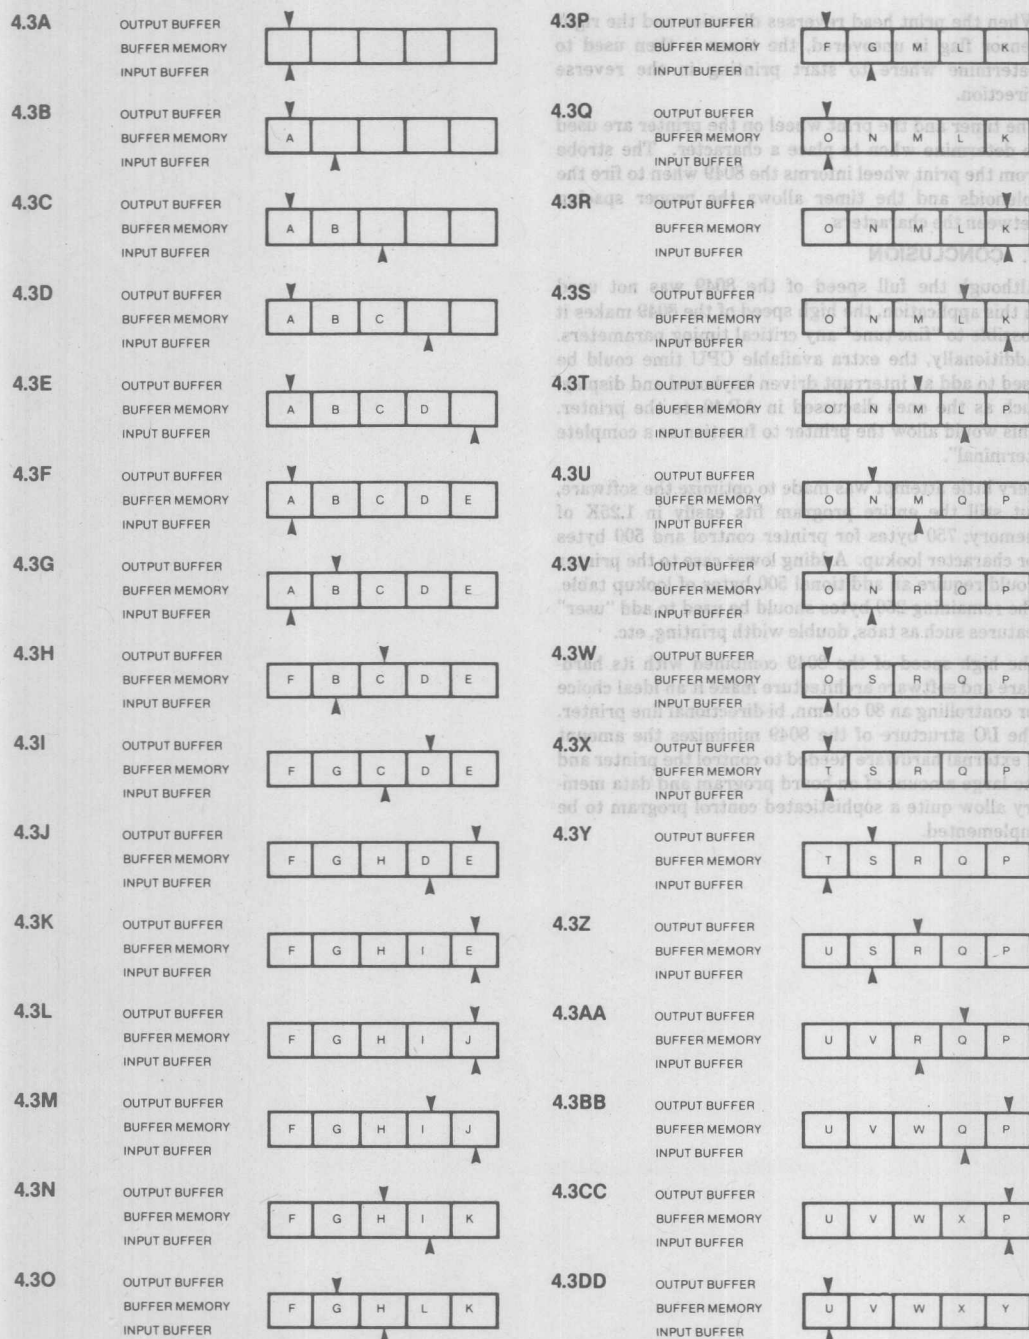 4.3A OUTPUT BUFFER
BUFFER MEMORY
INPUT BUFFER
4.3B OUTPUT BUFFER
BUFFER MEMORY A
INPUT BUFFER
4.3C OUTPUT BUFFER
BUFFER MEMORY A B
INPUT BUFFER
4.3D OUTPUT BUFFER
BUFFER MEMORY A B C
INPUT BUFFER
4.3E OUTPUT BUFFER
BUFFER MEMORY A B C D
INPUT BUFFER
4.3F OUTPUT BUFFER
BUFFER MEMORY A B C D E
INPUT BUFFER
4.3G OUTPUT BUFFER
BUFFER MEMORY A B C D E
INPUT BUFFER
4.3H OUTPUT BUFFER
BUFFER MEMORY F B C D E
INPUT BUFFER
4.3I OUTPUT BUFFER
BUFFER MEMORY F G C D E
INPUT BUFFER
4.3J OUTPUT BUFFER
BUFFER MEMORY F G H D E
INPUT BUFFER
4.3K OUTPUT BUFFER
BUFFER MEMORY F G H I E
INPUT BUFFER
4.3L OUTPUT BUFFER
BUFFER MEMORY F G H I J
INPUT BUFFER
4.3M OUTPUT BUFFER
BUFFER MEMORY F G H I J
INPUT BUFFER
4.3N OUTPUT BUFFER
BUFFER MEMORY F G H I K
INPUT BUFFER
4.3O OUTPUT BUFFER
BUFFER MEMORY F G H L K
INPUT BUFFER
4.3P OUTPUT BUFFER
BUFFER MEMORY F G M L K
INPUT BUFFER
4.3Q OUTPUT BUFFER
BUFFER MEMORY O N M L K
INPUT BUFFER
4.3R OUTPUT BUFFER
BUFFER MEMORY O N M L K
INPUT BUFFER
4.3S OUTPUT BUFFER
BUFFER MEMORY O N M L K
INPUT BUFFER
4.3T OUTPUT BUFFER
BUFFER MEMORY O N M L P
INPUT BUFFER
4.3U OUTPUT BUFFER
BUFFER MEMORY O N M Q P
INPUT BUFFER
4.3V OUTPUT BUFFER
BUFFER MEMORY O N R Q P
INPUT BUFFER
4.3W OUTPUT BUFFER
BUFFER MEMORY O S R Q P
INPUT BUFFER
4.3X OUTPUT BUFFER
BUFFER MEMORY T S R Q P
INPUT BUFFER
4.3Y OUTPUT BUFFER
BUFFER MEMORY T S R Q P
INPUT BUFFER
4.3Z OUTPUT BUFFER
BUFFER MEMORY U S R Q P
INPUT BUFFER
4.3AA OUTPUT BUFFER
BUFFER MEMORY U V R Q P
INPUT BUFFER
4.3BB OUTPUT BUFFER
BUFFER MEMORY U V W Q P
INPUT BUFFER
4.3CC OUTPUT BUFFER
BUFFER MEMORY U V W X P
INPUT BUFFER
4.3DD OUTPUT BUFFER
BUFFER MEMORY U V W X Y
INPUT BUFFER